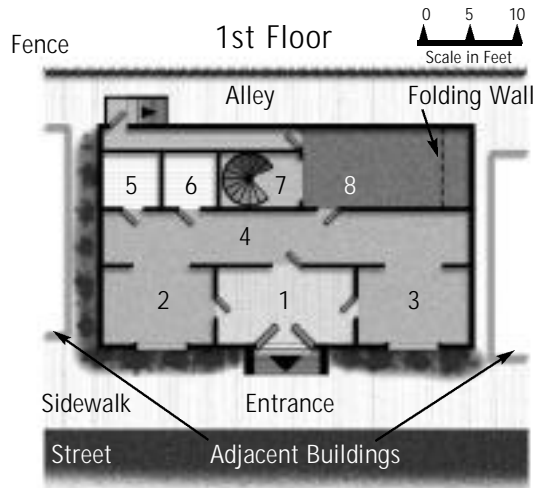 0 5 10
Scale in Feet
Fence
1st Floor
Alley
Folding Wall
5 6 7 8
4
2 1 3
Sidewalk
Entrance
Street
Adjacent Buildings